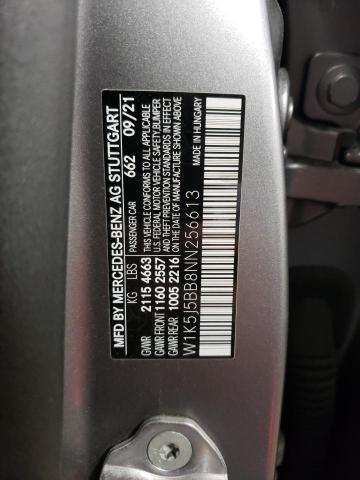 MFD BY MERCEDES-BENZ AG STUTTGART
PASSENGER CAR 662 09/21
THIS VEHICLE CONFORMS TO ALL APPLICABLE
U.S. FEDERAL MOTOR VEHICLE SAFETY,BUMPER
AND THEFT PREVENTION STANDARDS IN EFFECT
ON THE DATE OF MANUFACTURE SHOWN ABOVE
KG LBS
GVWR 2115 4663
GAWR FRONT 1160 2557
GAWR REAR 1005 2216
MADE IN HUNGARY
W1K5J5BB8NN256613